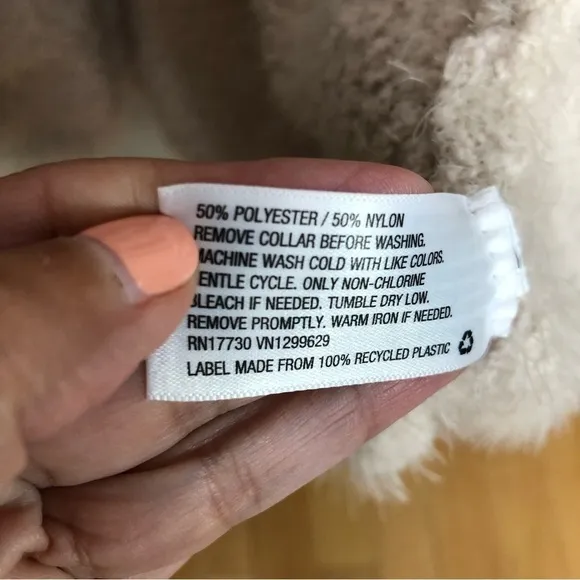 50% POLYESTER / 50% NYLON
REMOVE COLLAR BEFORE WASHING.
MACHINE WASH COLD WITH LIKE COLORS.
GENTLE CYCLE. ONLY NON-CHLORINE
BLEACH IF NEEDED. TUMBLE DRY LOW.
REMOVE PROMPTLY. WARM IRON IF NEEDED.
RN17730 VN1299629
LABEL MADE FROM 100% RECYCLED PLASTIC